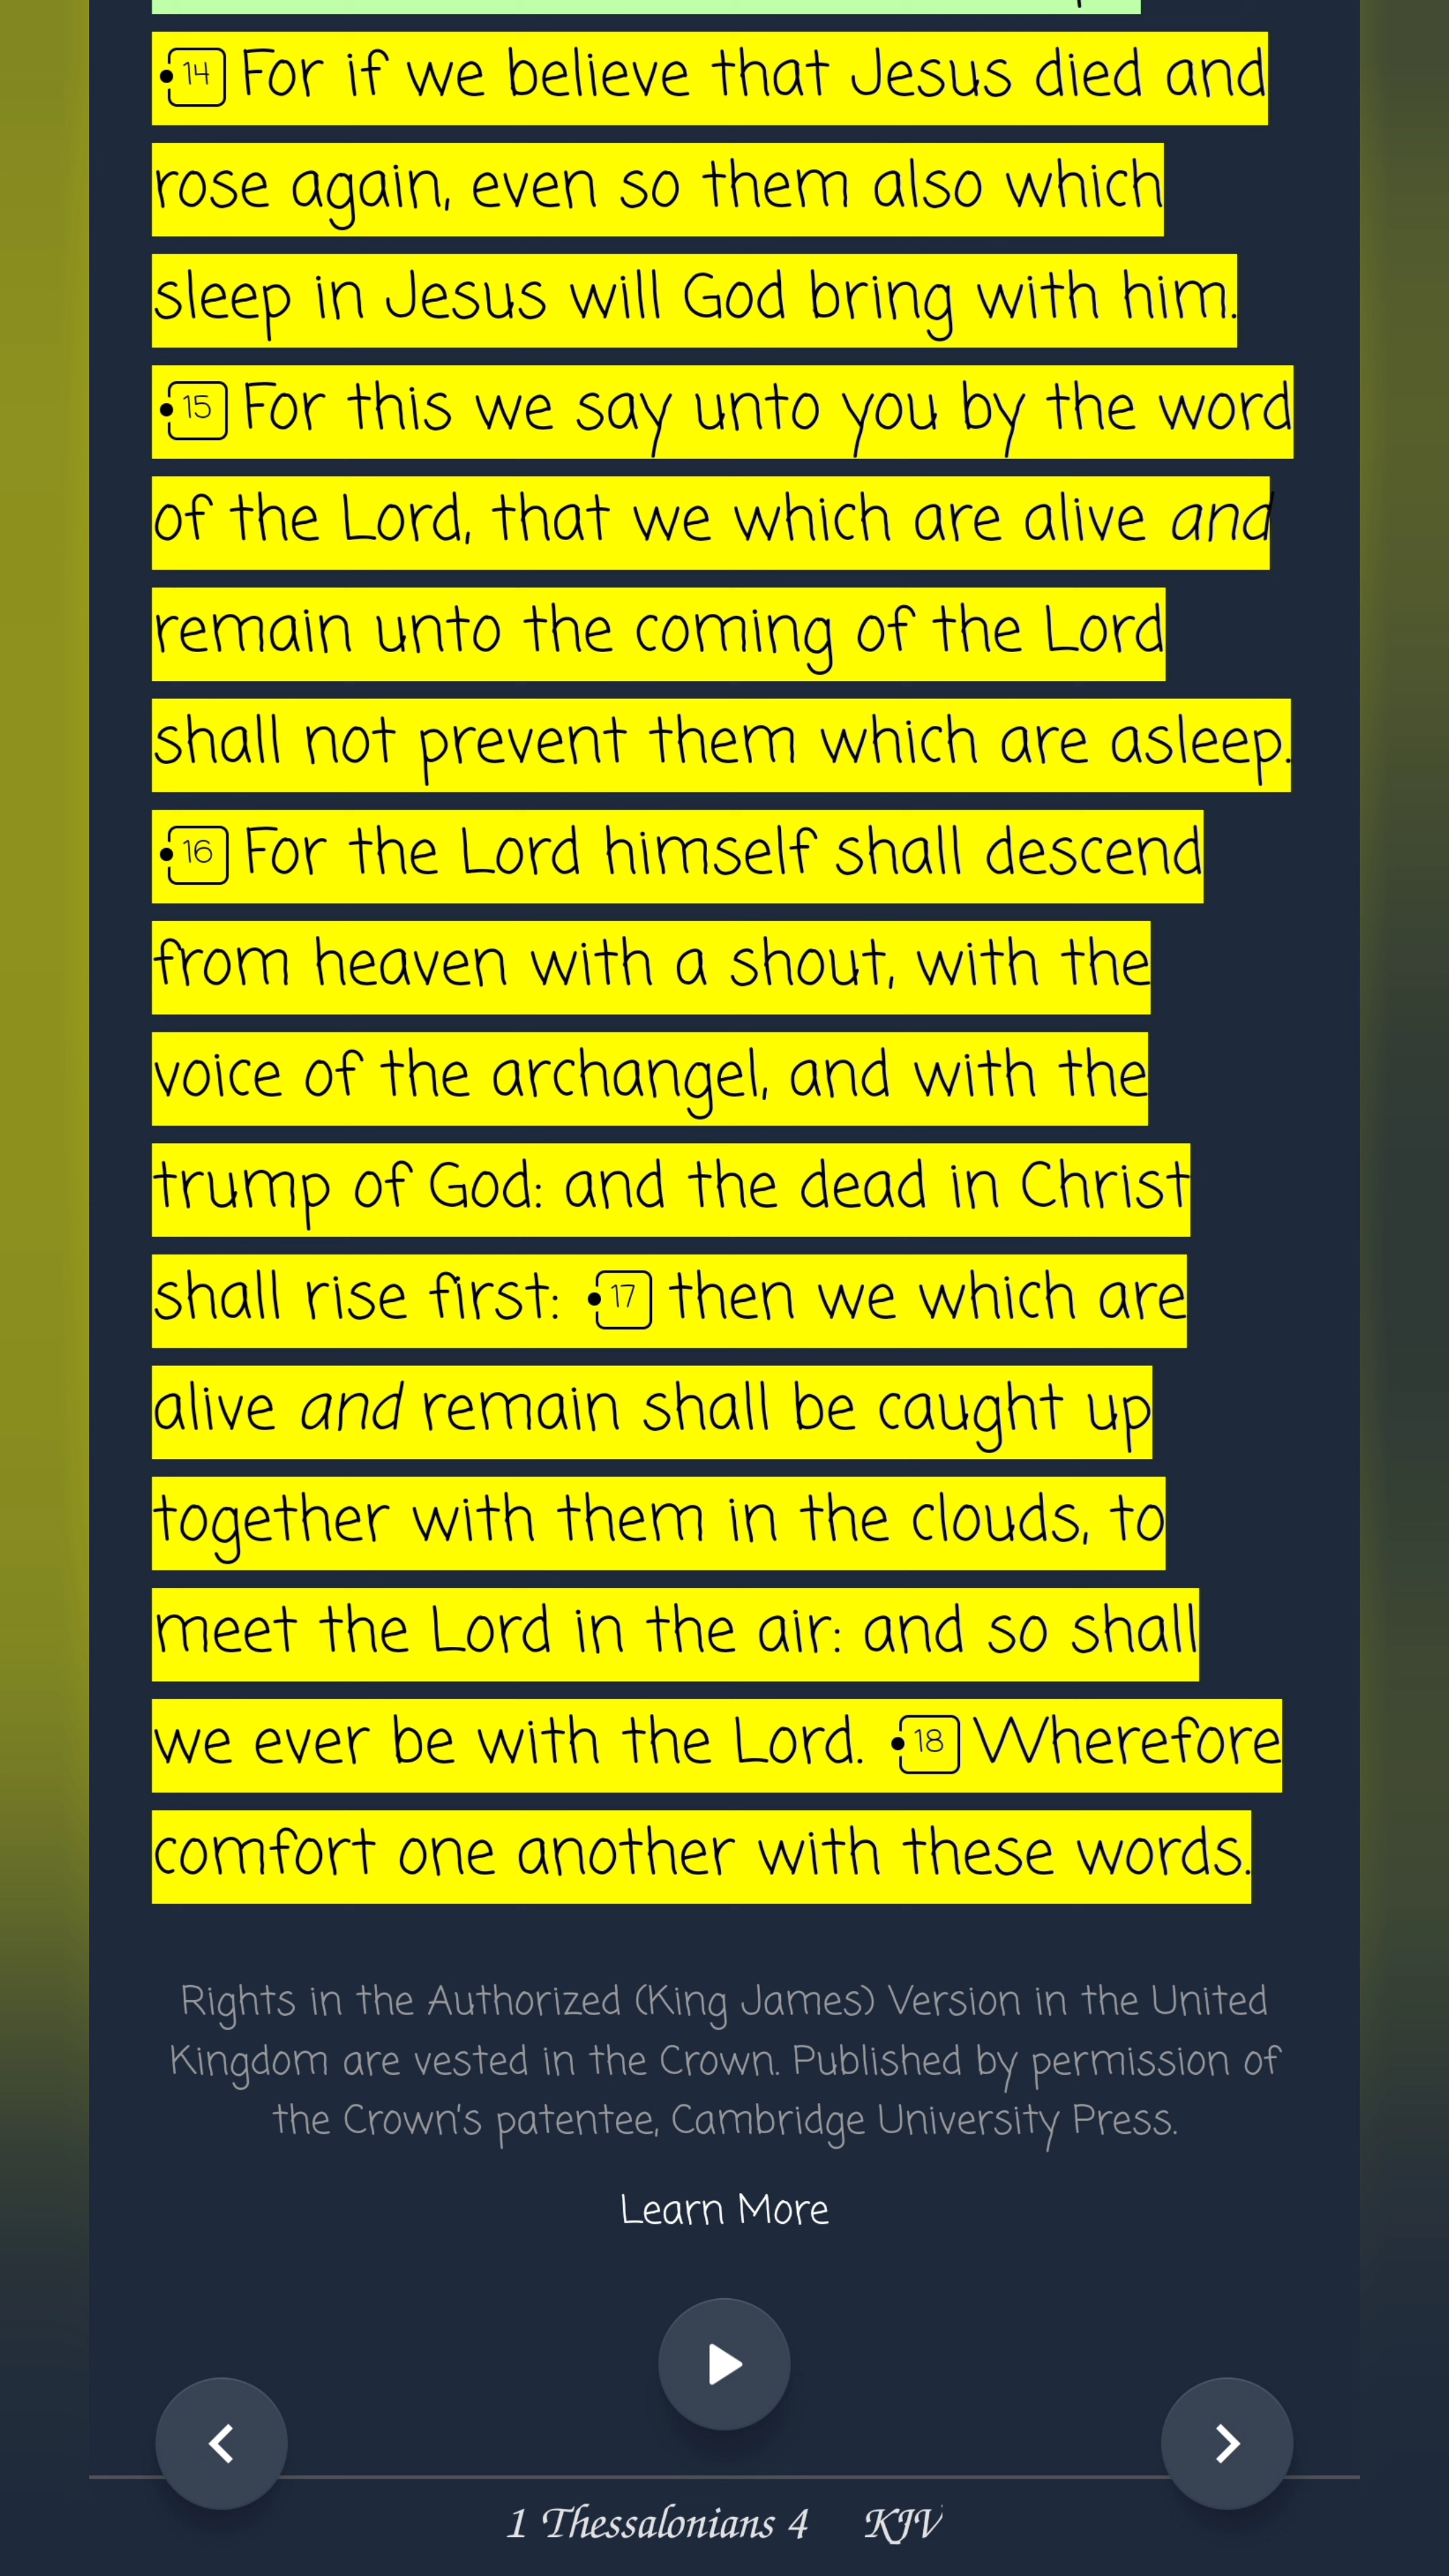 14 For if we believe that Jesus died and
rose again, even so them also which
sleep in Jesus will God bring with him.
15 For this we say unto you by the word
of the Lord, that we which are alive and
remain unto the coming of the Lord
shall not prevent them which are asleep.
16 For the Lord himself shall descend
from heaven with a shout, with the
voice of the archangel, and with the
trump of God: and the dead in Christ
shall rise first: 17 then we which are
alive and remain shall be caught up
together with them in the clouds, to
meet the Lord in the air: and so shall
we ever be with the Lord. 18 Wherefore
comfort one another with these words.
Rights in the Authorized (King James) Version in the United
Kingdom are vested in the Crown. Published by permission of
the Crown's patentee, Cambridge University Press.
Learn More
1 Thessalonians 4 KJV